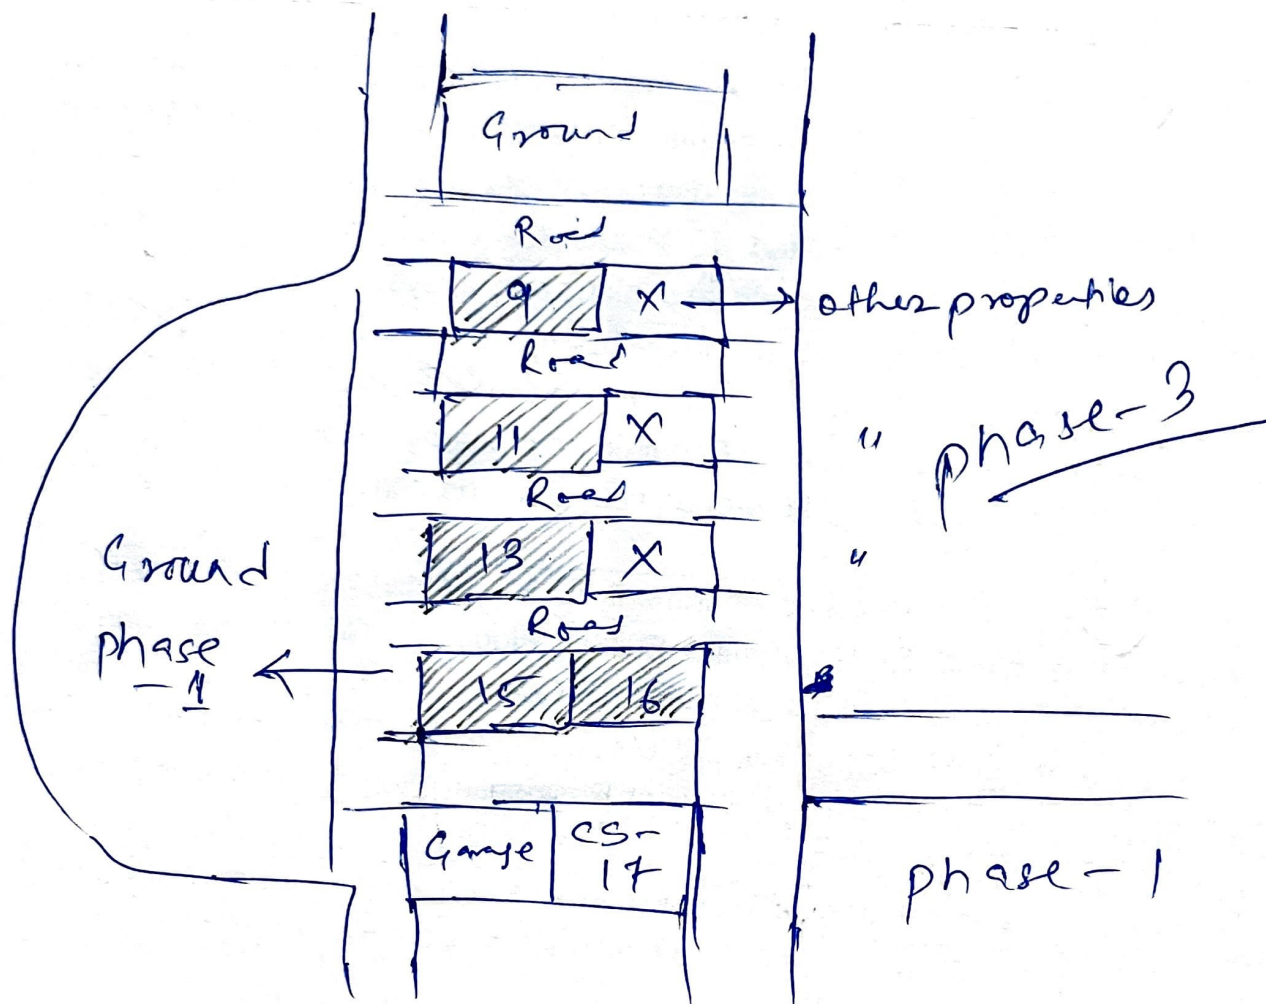 Ground
Road
9 X → other properties
Road
11 X "
phase-3
Road
13 X "
Ground
phase
-1
Road
15 16
Garage CS-
17
phase-1